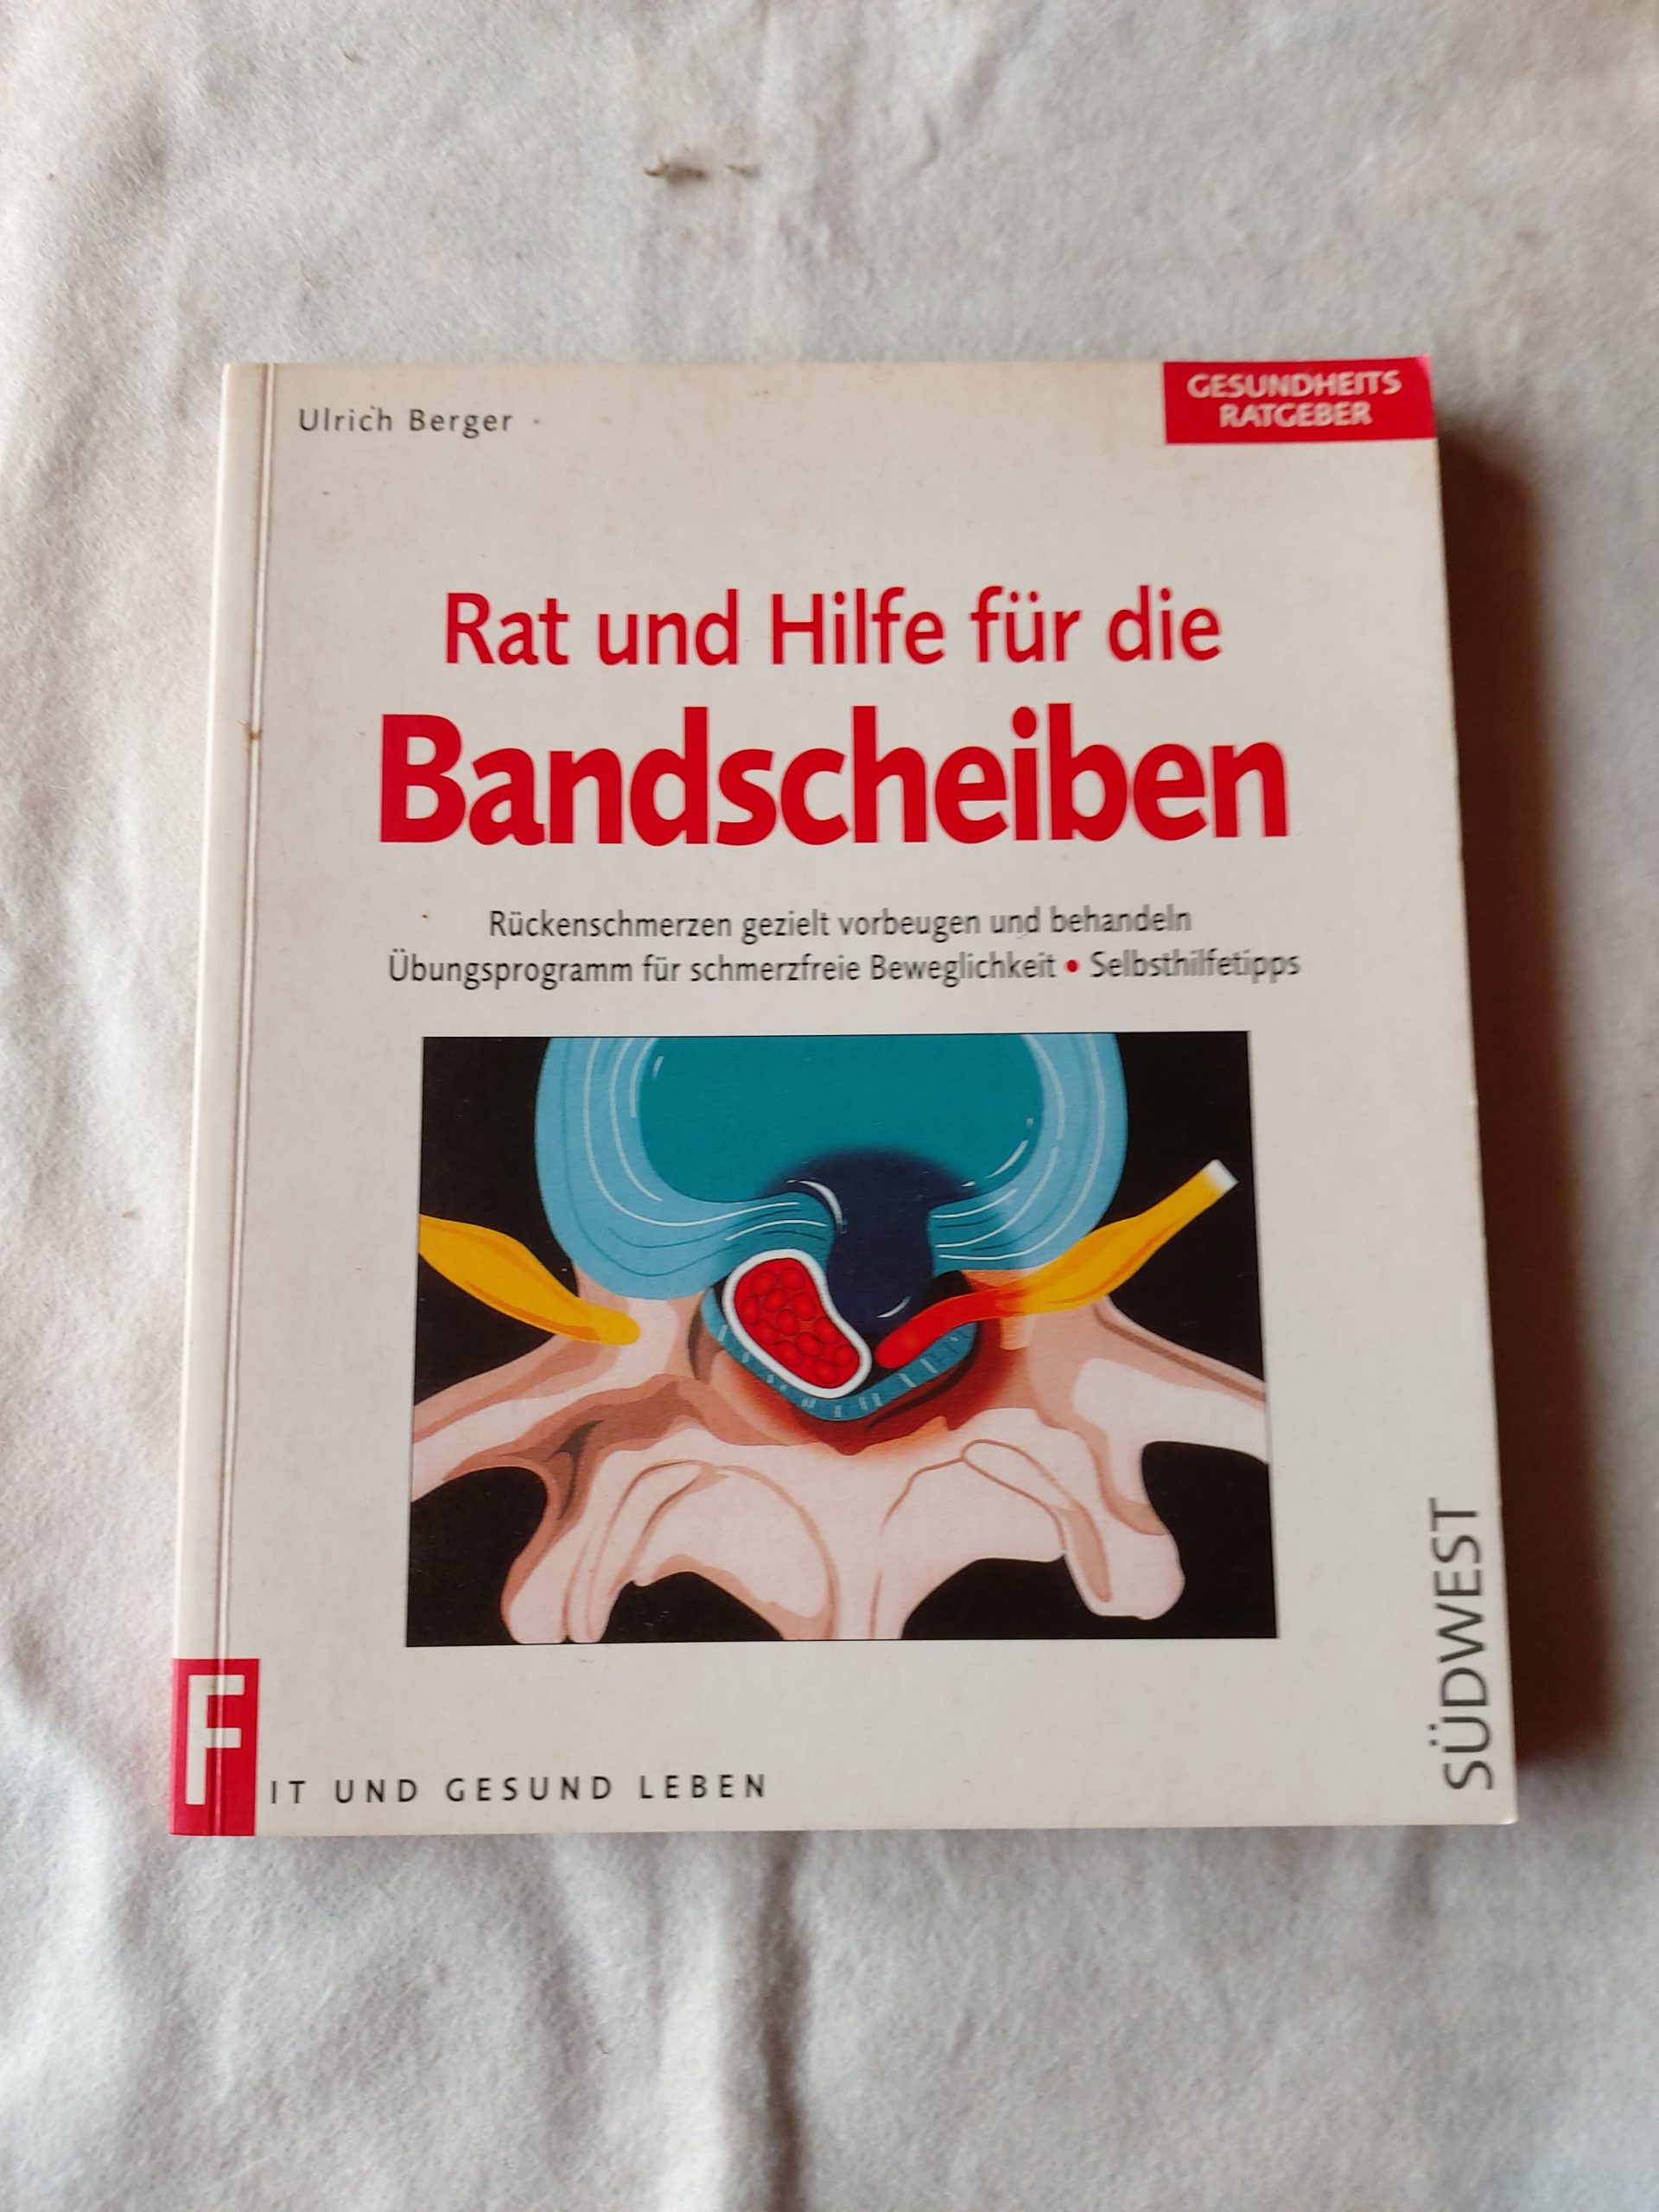 Ulrich Berger
GESUNDHEITS
RATGEBER
Rat und Hilfe für die
Bandscheiben
Rückenschmerzen gezielt vorbeugen und behandeln
Übungsprogramm für schmerzfreie Beweglichkeit • Selbsthilfetipps
SÜDWEST
FIT UND GESUND LEBEN